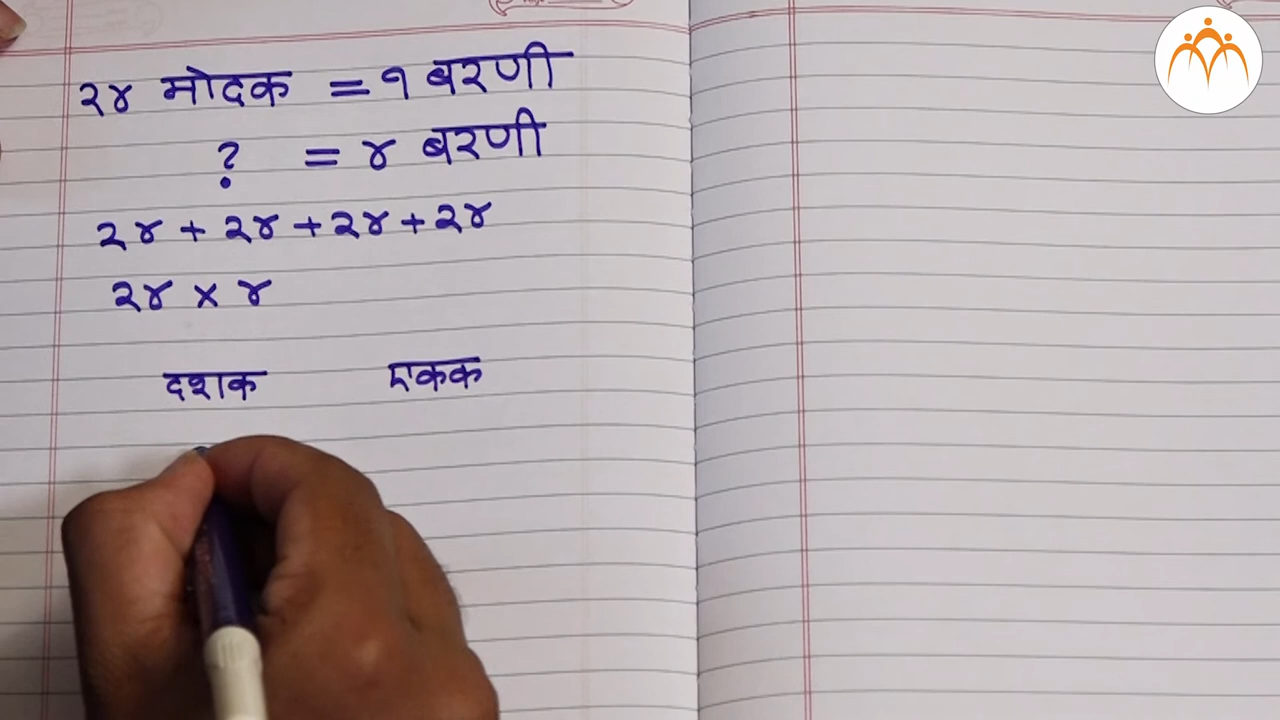 २४ मोदक = १ बरणी
? = ४ बरणी
२४ + २४ + २४ + २४
२४ × ४
दशक एकक